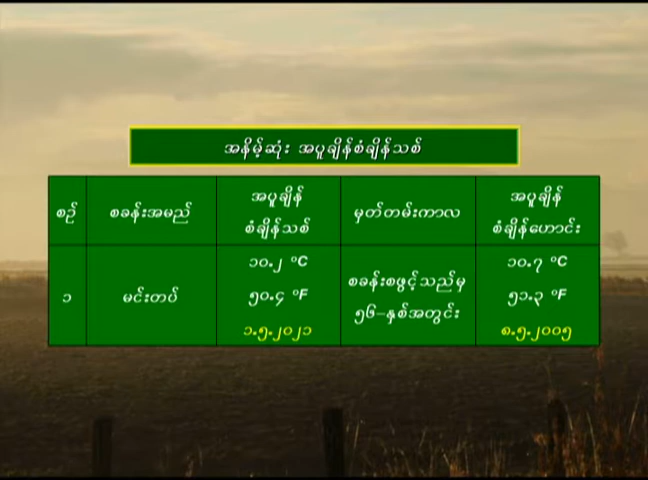 အနိမ့်ဆုံး အပူချိန်စံချိန်သစ်
စဉ်
စခန်းအမည်
အပူချိန်
စံချိန်သစ်
မှတ်တမ်းကာလ
အပူချိန်
စံချိန်ဟောင်း
၁
မင်းတပ်
၁၀.၂ °C
၅၀.၄ °F
၁.၅.၂၀၂၁
စခန်းစဖွင့်သည်မှ
၅၆-နှစ်အတွင်း
၁၀.၇ °C
၅၁.၃ °F
၈.၅.၂၀၀၅